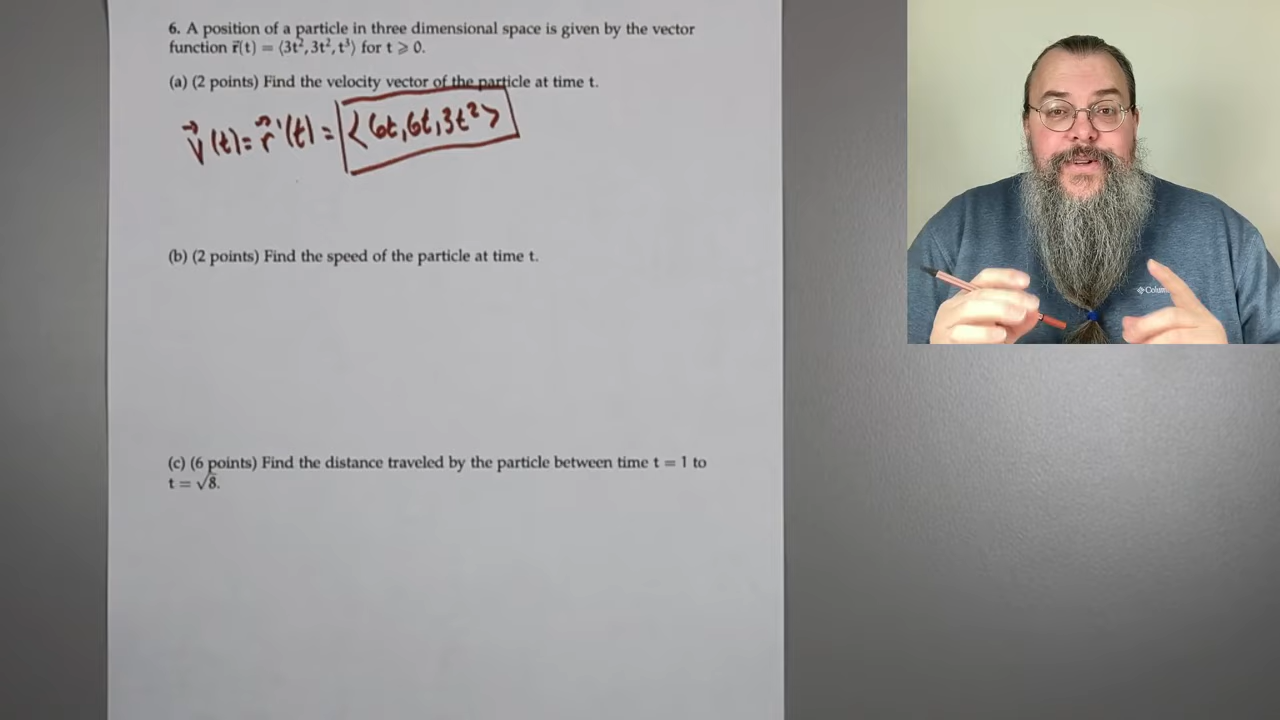 6. A position of a particle in three dimensional space is given by the vector
function r⃗(t) = ⟨3t², 3t², t³⟩ for t ⩾ 0.
(a) (2 points) Find the velocity vector of the particle at time t.
v⃗(t) = r⃗'(t) = ⟨6t, 6t, 3t²⟩
(b) (2 points) Find the speed of the particle at time t.
(c) (6 points) Find the distance traveled by the particle between time t = 1 to
t = √8.